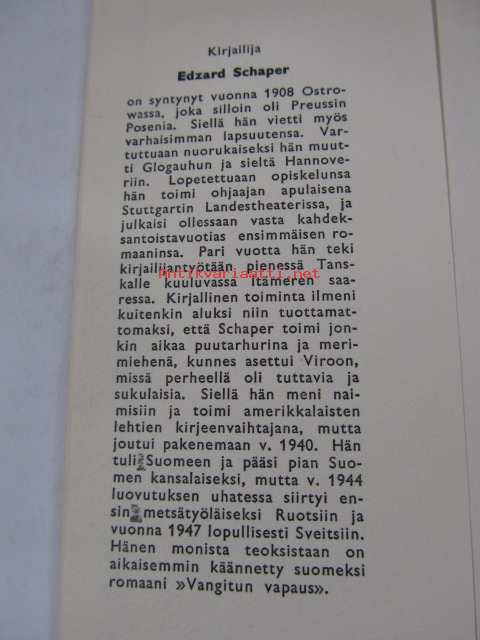 Kirjailija
Edzard Schaper
on syntynyt vuonna 1908 Ostro-
wassa, joka silloin oli Preussin
Posenia. Siellä hän vietti myös
varhaisimman lapsuutensa. Var-
tuttuaan nuorukaiseksi hän muut-
ti Glogauhun ja sieltä Hannove-
riin. Lopetettuaan opiskelunsa
hän toimi ohjaajan apulaisena
Stuttgartin Landestheaterissa, ja
julkaisi ollessaan vasta kahdek-
santoistavuotias ensimmäisen ro-
maaninsa. Pari vuotta hän teki
kirjailijantyötään pienessä Tans-
Antikvariaatti.net
kalle kuuluvassa Itämeren saa-
ressa. Kirjallinen toiminta ilmeni
kuitenkin aluksi niin tuottamat-
tomaksi, että Schaper toimi jon-
kin aikaa puutarhurina ja meri-
miehenä, kunnes asettui Viroon,
missä perheellä oli tuttavia ja
sukulaisia. Siellä hän meni nai-
misiin ja toimi amerikkalaisten
lehtien kirjeenvaihtajana, mutta
joutui pakenemaan v. 1940. Hän
tuli Suomeen ja pääsi pian Suo-
men kansalaiseksi, mutta v. 1944
luovutuksen uhatessa siirtyi en-
sin metsätyöläiseksi Ruotsiin ja
vuonna 1947 lopullisesti Sveitsiin.
Hänen monista teoksistaan on
aikaisemmin käännetty suomeksi
romaani »Vangitun vapaus».